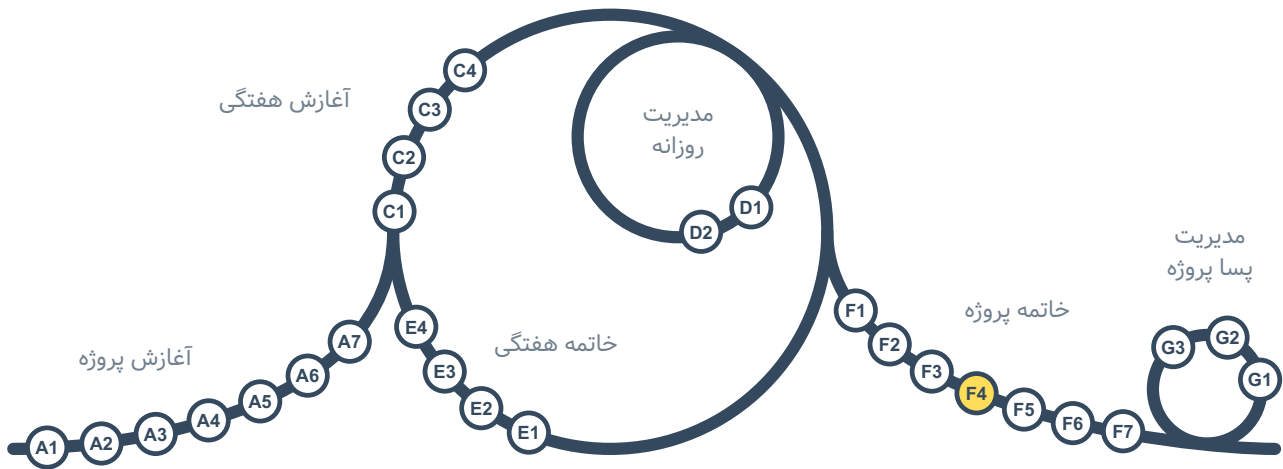 آغازش پروژه
A1
A2
A3
A4
A5
A6
A7
آغازش هفتگی
C1
C2
C3
C4
مدیریت
روزانه
D1
D2
خاتمه هفتگی
E1
E2
E3
E4
خاتمه پروژه
F1
F2
F3
F4
F5
F6
F7
مدیریت
پسا پروژه
G1
G2
G3